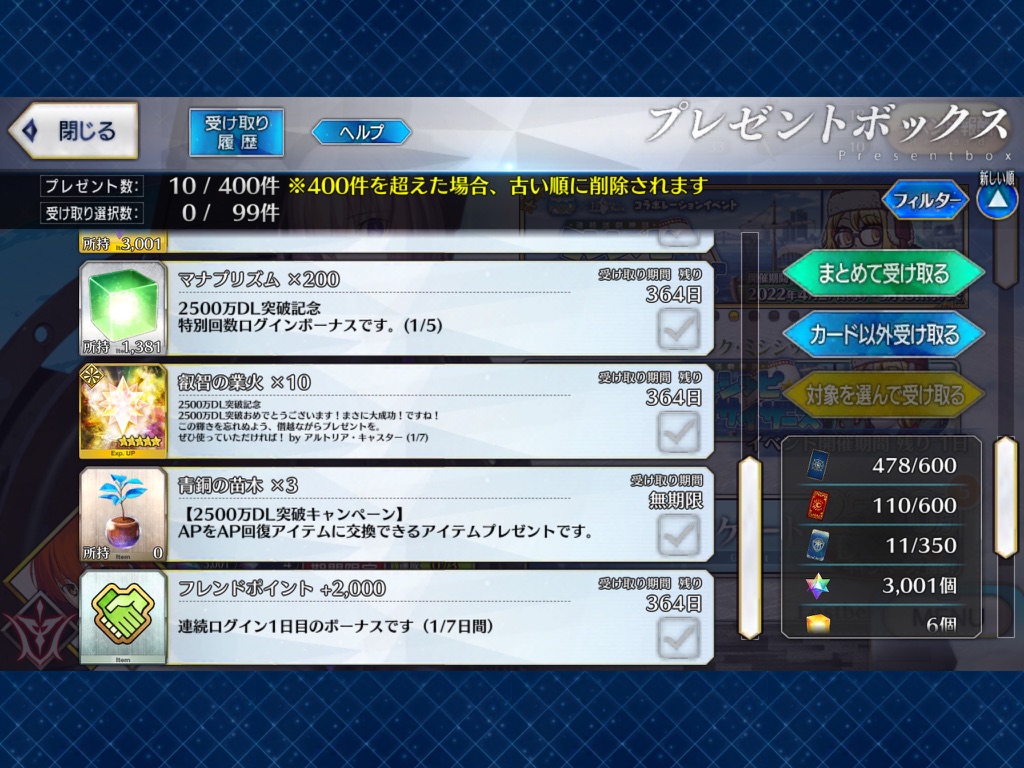 閉じる
受け取り
履歴
ヘルプ
プレゼントボックス
Presentbox
プレゼント数: 10 / 400件 ※400件を超えた場合、古い順に削除されます
受け取り選択数: 0 / 99件
フィルター
新しい順
所持 3,001
マナプリズム ×200
受け取り期間 残り
364日
2500万DL突破記念
特別回数ログインボーナスです。(1/5)
所持 1,381
叡智の業火 ×10
受け取り期間 残り
364日
2500万DL突破記念
2500万DL突破おめでとうございます！まさに大成功！ですね！
この輝きを忘れぬよう、僭越ながらプレゼントを。
ぜひ使っていただければ！ by アルトリア・キャスター (1/7)
Exp. UP
青銅の苗木 ×3
受け取り期間
無期限
【2500万DL突破キャンペーン】
APをAP回復アイテムに交換できるアイテムプレゼントです。
所持 0
Item
フレンドポイント +2,000
受け取り期間 残り
364日
連続ログイン1日目のボーナスです（1/7日間）
Item
まとめて受け取る
カード以外受け取る
対象を選んで受け取る
478/600
110/600
11/350
3,001個
6個
MENU